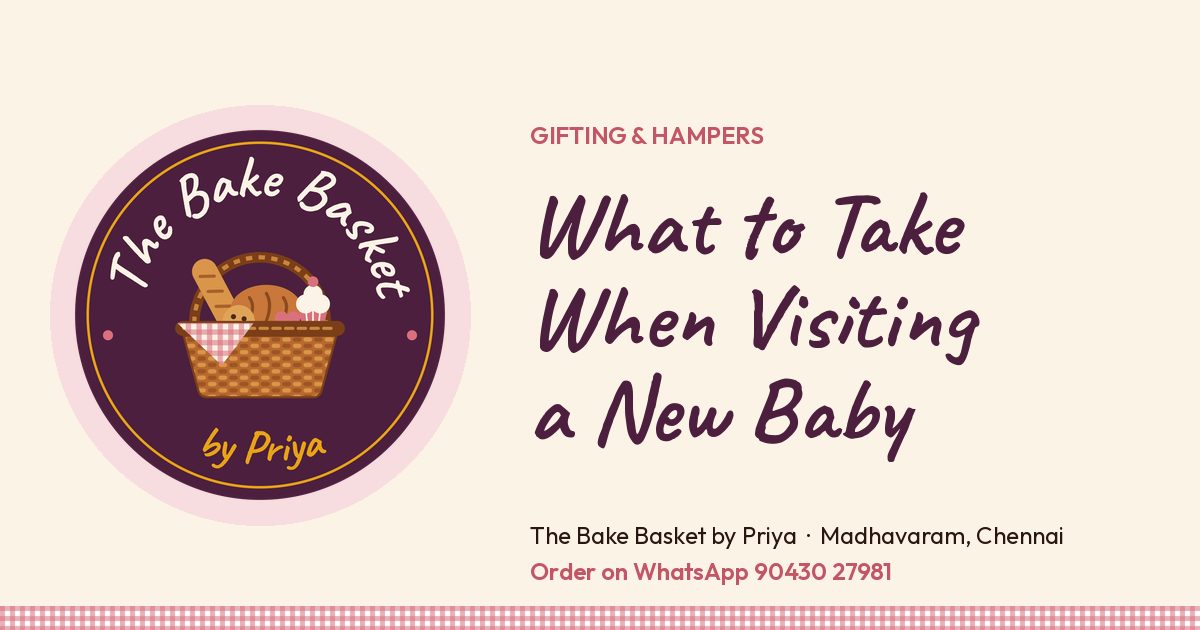 The Bake Basket
by Priya
GIFTING & HAMPERS
What to Take
When Visiting
a New Baby
The Bake Basket by Priya · Madhavaram, Chennai
Order on WhatsApp 90430 27981